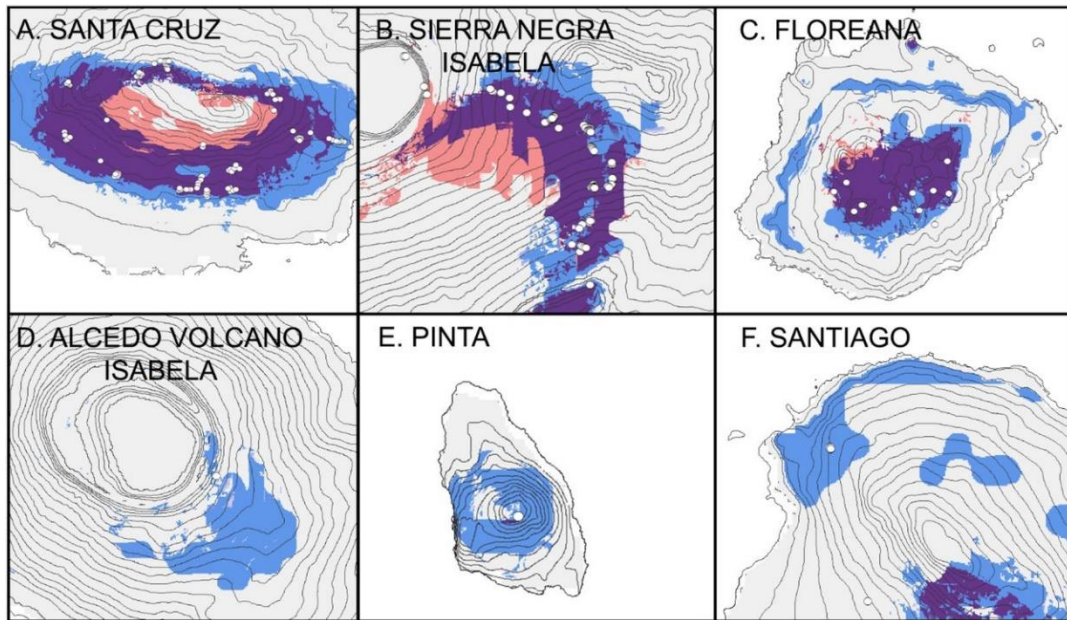 A. SANTA CRUZ
B. SIERRA NEGRA
ISABELA
C. FLOREANA
D. ALCEDO VOLCANO
ISABELA
E. PINTA
F. SANTIAGO